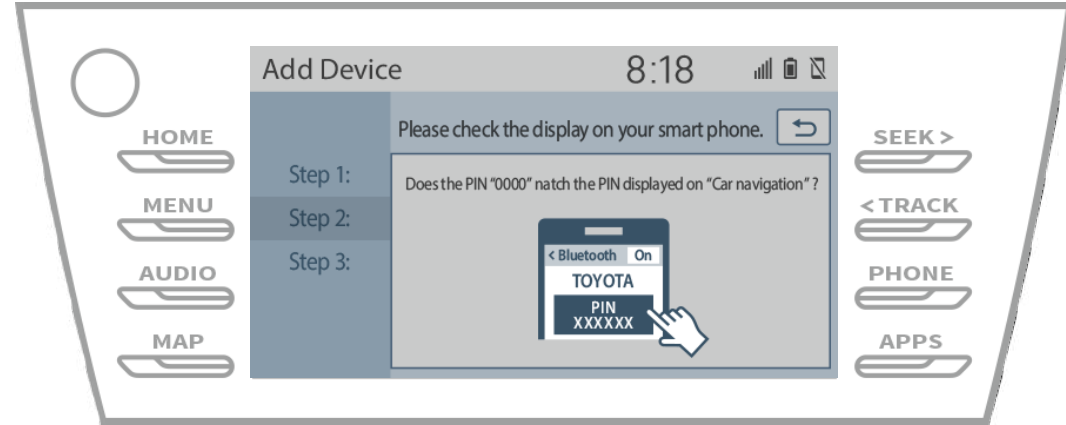 Add Device
8:18
Please check the display on your smart phone.
HOME
MENU
AUDIO
MAP
Step 1:
Step 2:
Step 3:
Does the PIN "0000" natch the PIN displayed on "Car navigation" ?
< Bluetooth On
TOYOTA
PIN
XXXXXX
SEEK >
< TRACK
PHONE
APPS